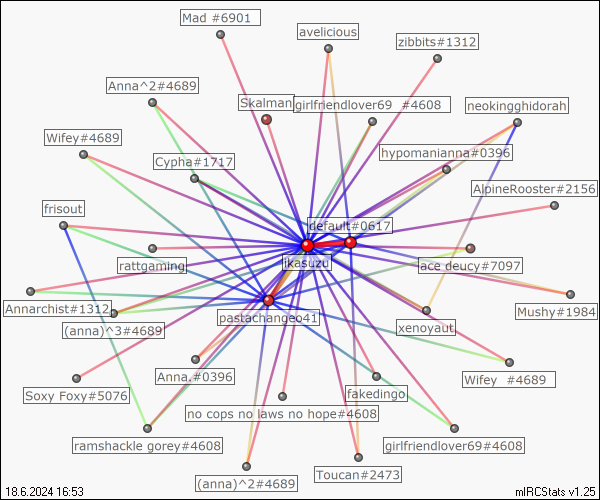 Mad #6901
avelicious
zibbits#1312
Anna^2#4689
Skalman
girlfriendlover69 #4608
neokingghidorah
Wifey#4689
Cypha#1717
hypomanianna#0396
AlpineRooster#2156
frisout
default#0617
rattgaming
ikasuzu
ace_deucy#7097
Annarchist#1312
(anna)^3#4689
pastachangeo41
xenoyaut
Mushy#1984
Soxy Foxy#5076
Anna,#0396
fakedingo
Wifey #4689
no cops no laws no hope#4608
ramshackle gorey#4608
girlfriendlover69#4608
(anna)^2#4689
Toucan#2473
18.6.2024 16:53
mIRCStats v1.25